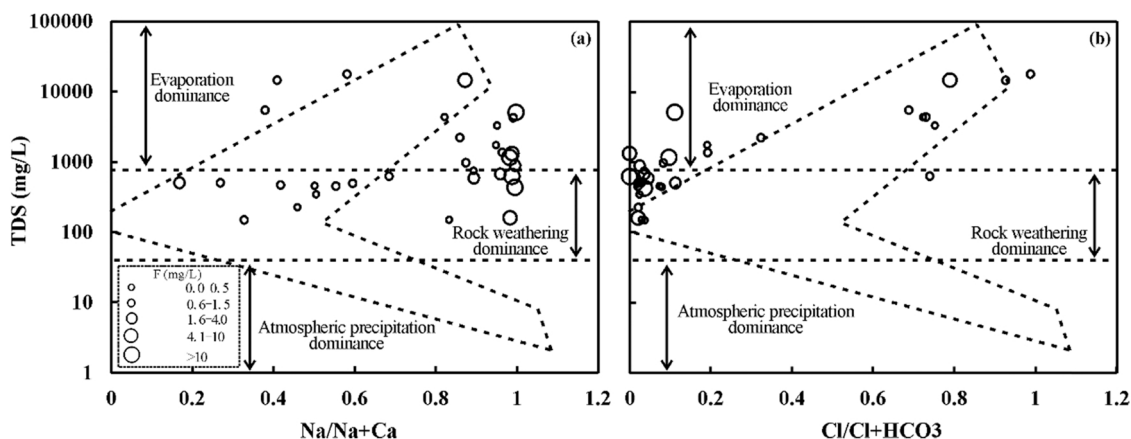 100000
10000
1000
100
10
1
TDS (mg/L)
(a)
Evaporation
dominance
Rock weathering
dominance
Atmospheric precipitation
dominance
F (mg/L)
0.0 0.5
0.6-1.5
1.6-4.0
4.1-10
>10
0 0.2 0.4 0.6 0.8 1 1.2
Na/Na+Ca
(b)
Evaporation
dominance
Rock weathering
dominance
Atmospheric precipitation
dominance
0 0.2 0.4 0.6 0.8 1 1.2
Cl/Cl+HCO3